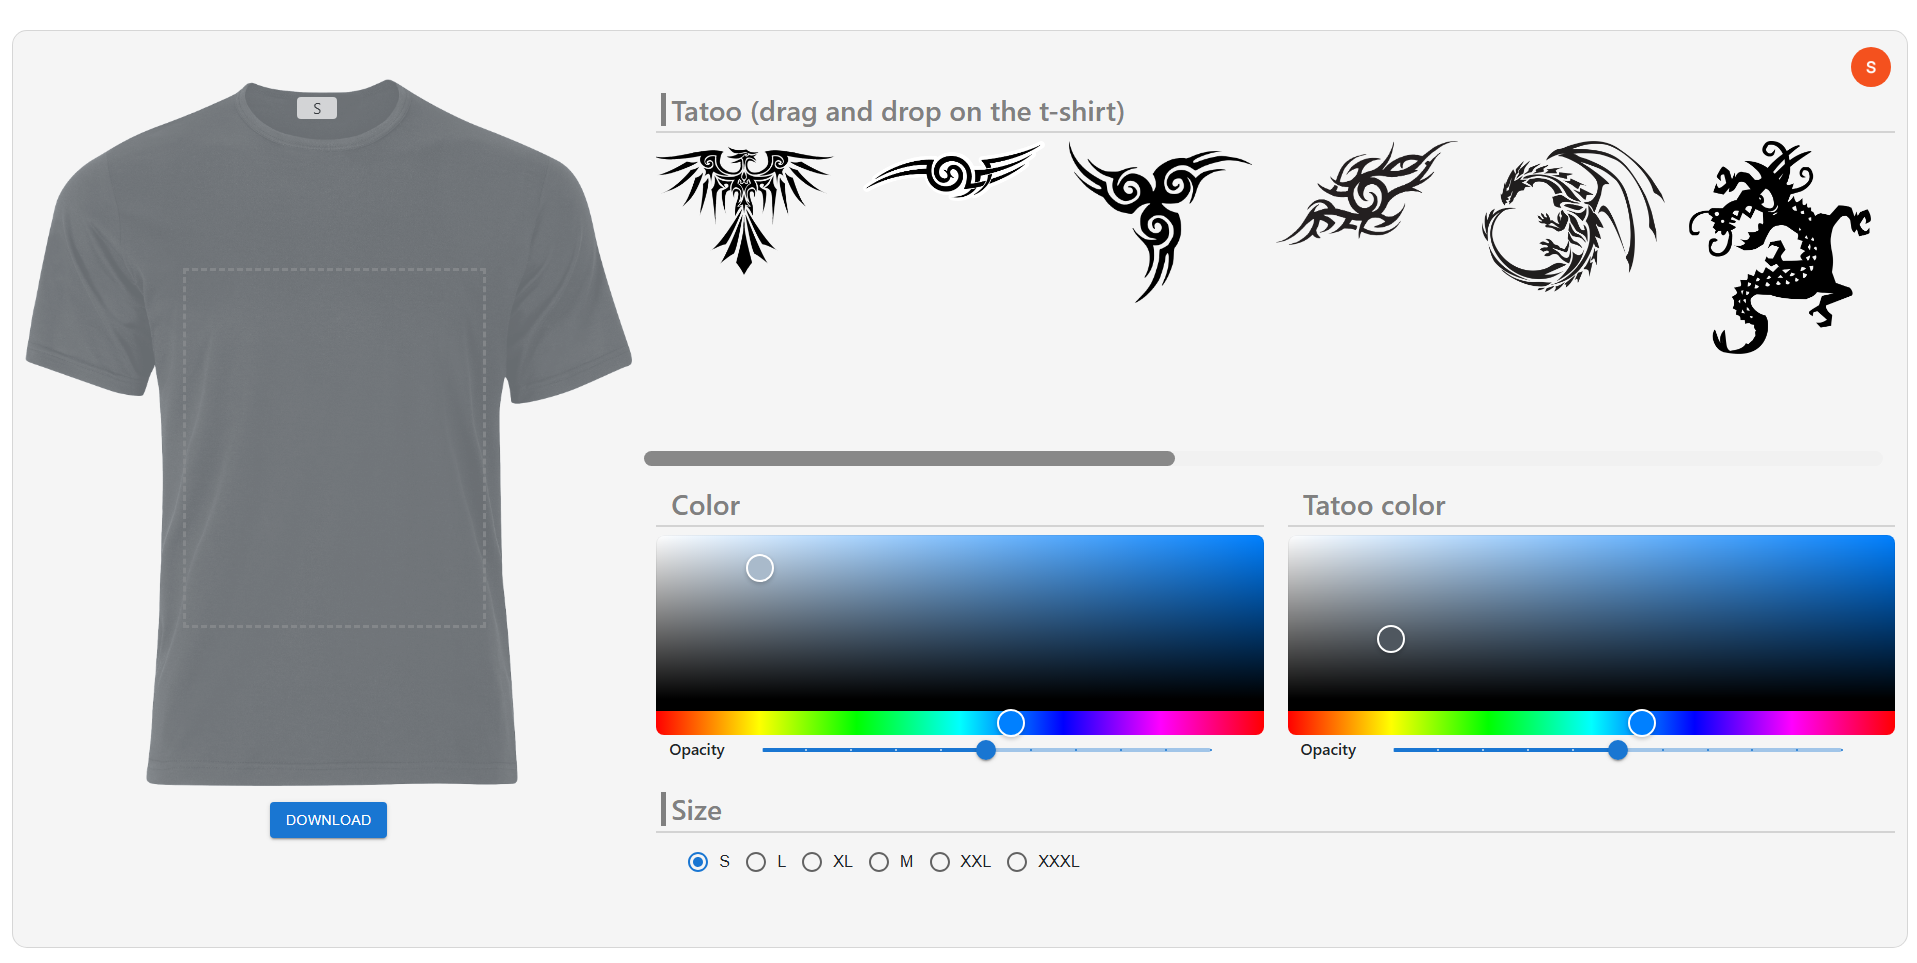 S
S
Tatoo (drag and drop on the t-shirt)
Color
Tatoo color
Opacity
Opacity
DOWNLOAD
Size
S L XL M XXL XXXL